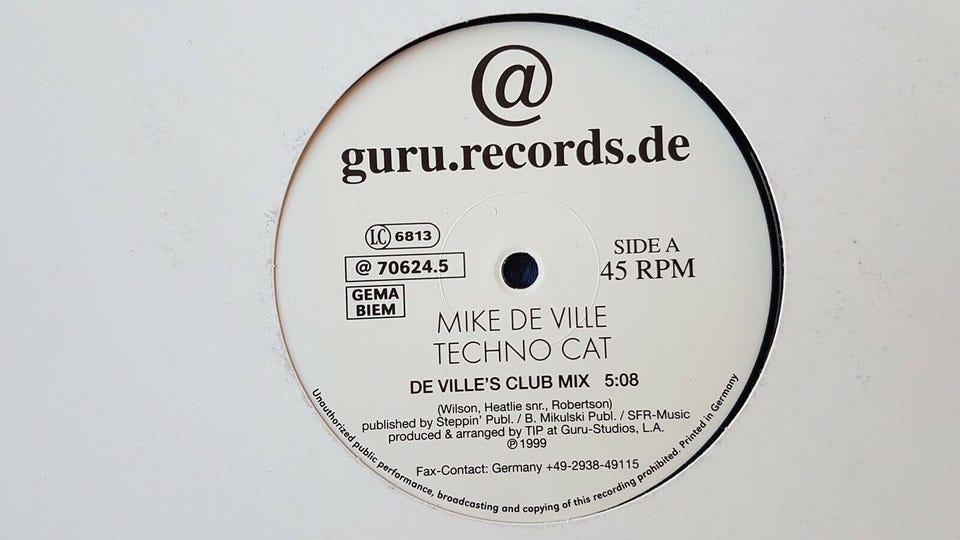 @
guru.records.de
LC 6813
@ 70624.5
GEMA
BIEM
SIDE A
45 RPM
MIKE DE VILLE
TECHNO CAT
DE VILLE'S CLUB MIX 5:08
(Wilson, Heatlie snr., Robertson)
published by Steppin' Publ. / B. Mikulski Publ. / SFR-Music
produced & arranged by TIP at Guru-Studios, L.A.
℗ 1999
Fax-Contact: Germany +49-2938-49115
Unauthorized public performance, broadcasting and copying of this recording prohibited. Printed in Germany